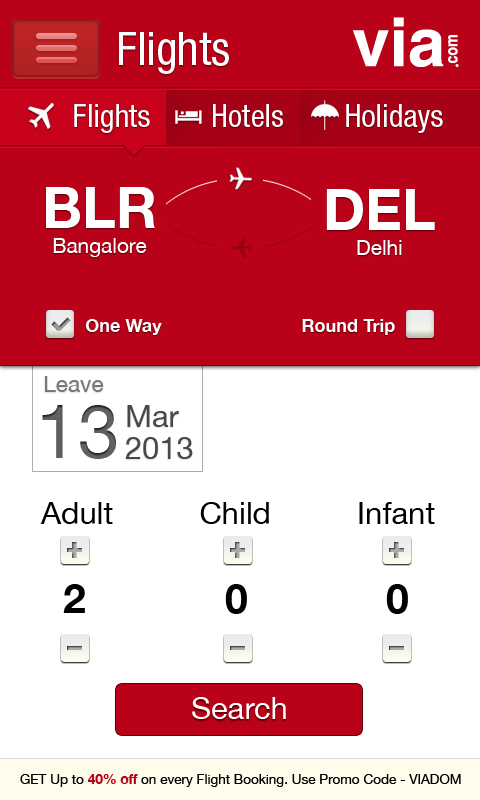 Flights
via.com
Flights Hotels Holidays
BLR DEL
Bangalore Delhi
One Way Round Trip
Leave
13 Mar
2013
Adult Child Infant
+ + +
2 0 0
- - -
Search
GET Up to 40% off on every Flight Booking. Use Promo Code - VIADOM